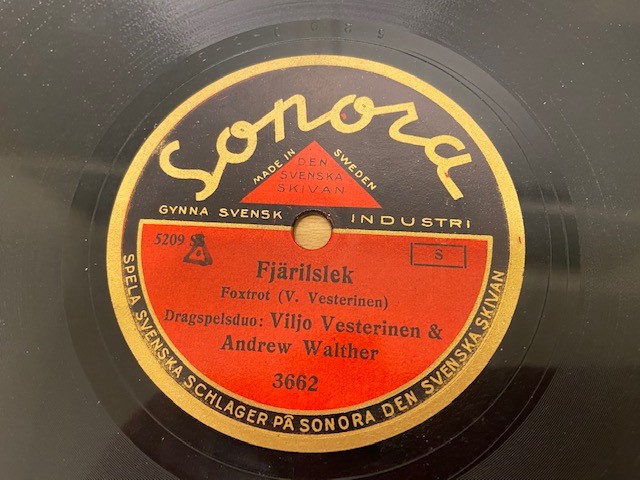 Sonora
MADE IN SWEDEN
DEN
SVENSKA
SKIVAN
GYNNA SVENSK INDUSTRI
5209
S
Fjärilslek
Foxtrot (V. Vesterinen)
Dragspelsduo: Viljo Vesterinen &
Andrew Walther
3662
SPELA SVENSKA SCHLAGER PÅ SONORA DEN SVENSKA SKIVAN